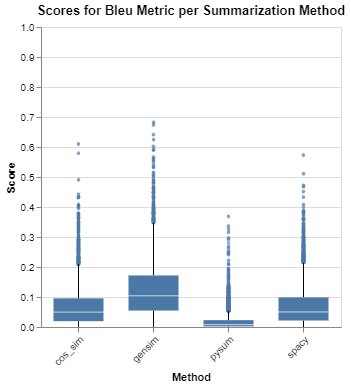 Scores for Bleu Metric per Summarization Method
1.0
0.9
0.8
0.7
0.6
0.5
0.4
0.3
0.2
0.1
0.0
Score
cos_sim
gensim
pysum
spacy
Method